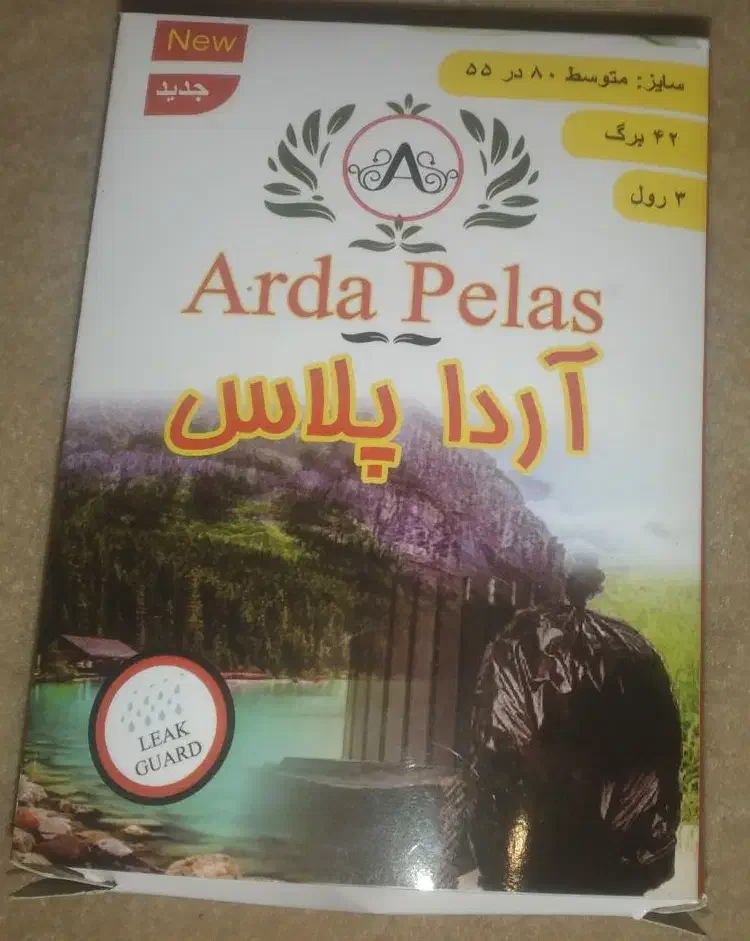 New
جدید
سایز: متوسط ۸۰ در ۵۵
۴۲ برگ
۳ رول
A
Arda Pelas
آردا پلاس
LEAK
GUARD